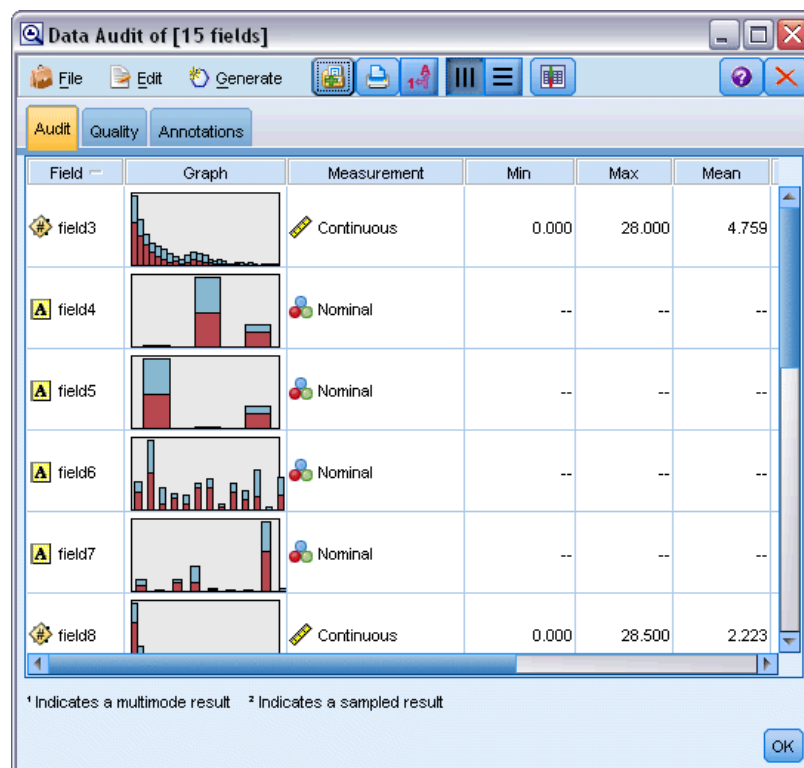 Data Audit of [15 fields]
File Edit Generate
Audit Quality Annotations
Field Graph Measurement Min Max Mean
field3 Continuous 0.000 28.000 4.759
A field4 Nominal -- -- --
A field5 Nominal -- -- --
A field6 Nominal -- -- --
A field7 Nominal -- -- --
field8 Continuous 0.000 28.500 2.223
¹ Indicates a multimode result ² Indicates a sampled result
OK